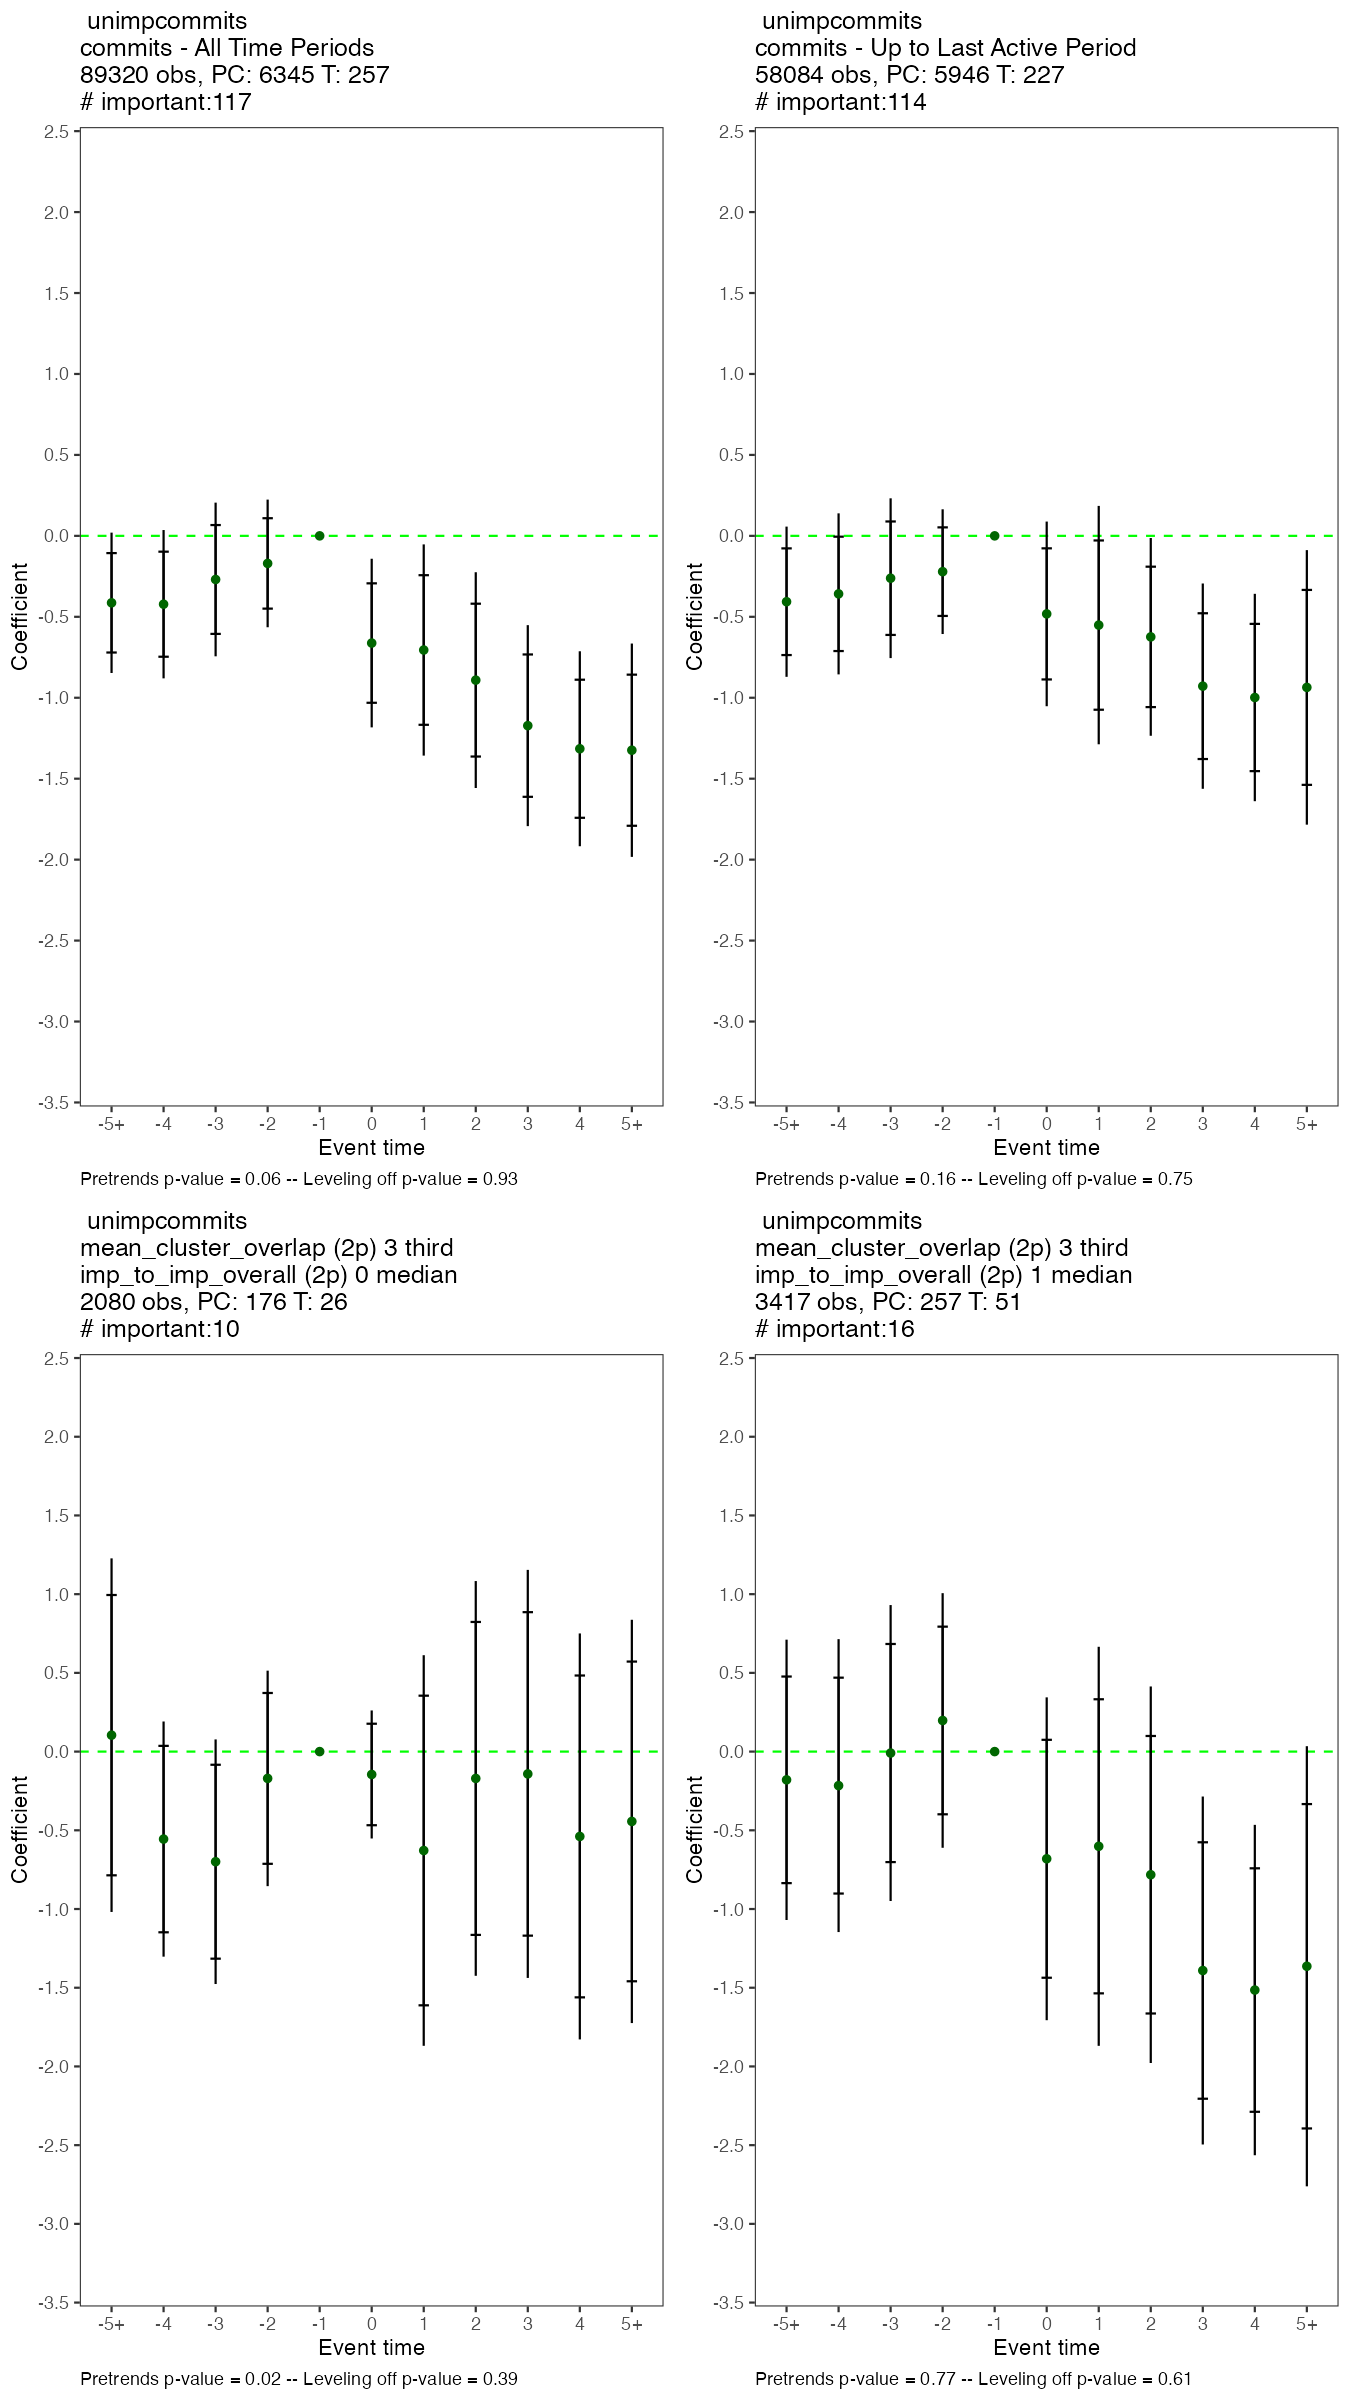 unimpcommits
commits - All Time Periods
89320 obs, PC: 6345 T: 257
# important:117
2.5
2.0
1.5
1.0
0.5
0.0
-0.5
-1.0
-1.5
-2.0
-2.5
-3.0
-3.5
Coefficient
-5+ -4 -3 -2 -1 0 1 2 3 4 5+
Event time
Pretrends p-value = 0.06 -- Leveling off p-value = 0.93
unimpcommits
commits - Up to Last Active Period
58084 obs, PC: 5946 T: 227
# important:114
2.5
2.0
1.5
1.0
0.5
0.0
-0.5
-1.0
-1.5
-2.0
-2.5
-3.0
-3.5
Coefficient
-5+ -4 -3 -2 -1 0 1 2 3 4 5+
Event time
Pretrends p-value = 0.16 -- Leveling off p-value = 0.75
unimpcommits
mean_cluster_overlap (2p) 3 third
imp_to_imp_overall (2p) 0 median
2080 obs, PC: 176 T: 26
# important:10
2.5
2.0
1.5
1.0
0.5
0.0
-0.5
-1.0
-1.5
-2.0
-2.5
-3.0
-3.5
Coefficient
-5+ -4 -3 -2 -1 0 1 2 3 4 5+
Event time
Pretrends p-value = 0.02 -- Leveling off p-value = 0.39
unimpcommits
mean_cluster_overlap (2p) 3 third
imp_to_imp_overall (2p) 1 median
3417 obs, PC: 257 T: 51
# important:16
2.5
2.0
1.5
1.0
0.5
0.0
-0.5
-1.0
-1.5
-2.0
-2.5
-3.0
-3.5
Coefficient
-5+ -4 -3 -2 -1 0 1 2 3 4 5+
Event time
Pretrends p-value = 0.77 -- Leveling off p-value = 0.61